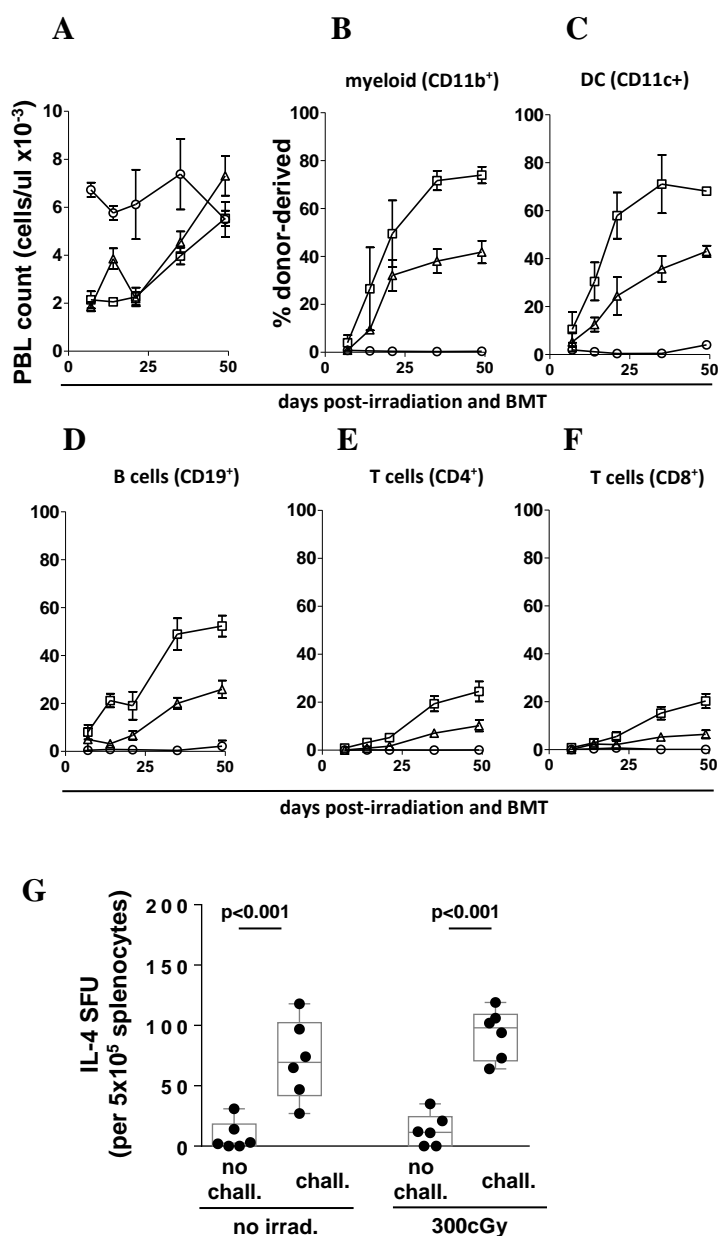 A
B
C
myeloid (CD11b⁺)
DC (CD11c+)
PBL count (cells/ul x10⁻³)
10
8
6
4
2
0
0 25 50
% donor-derived
100
80
60
40
20
0
0 25 50
100
80
60
40
20
0
0 25 50
days post-irradiation and BMT
D
E
F
B cells (CD19⁺)
T cells (CD4⁺)
T cells (CD8⁺)
100
80
60
40
20
0
0 25 50
100
80
60
40
20
0
0 25 50
100
80
60
40
20
0
0 25 50
days post-irradiation and BMT
G
IL-4 SFU
(per 5x10⁵ splenocytes)
200
150
100
50
0
p<0.001 p<0.001
no chall. chall. no chall. chall.
no irrad. 300cGy